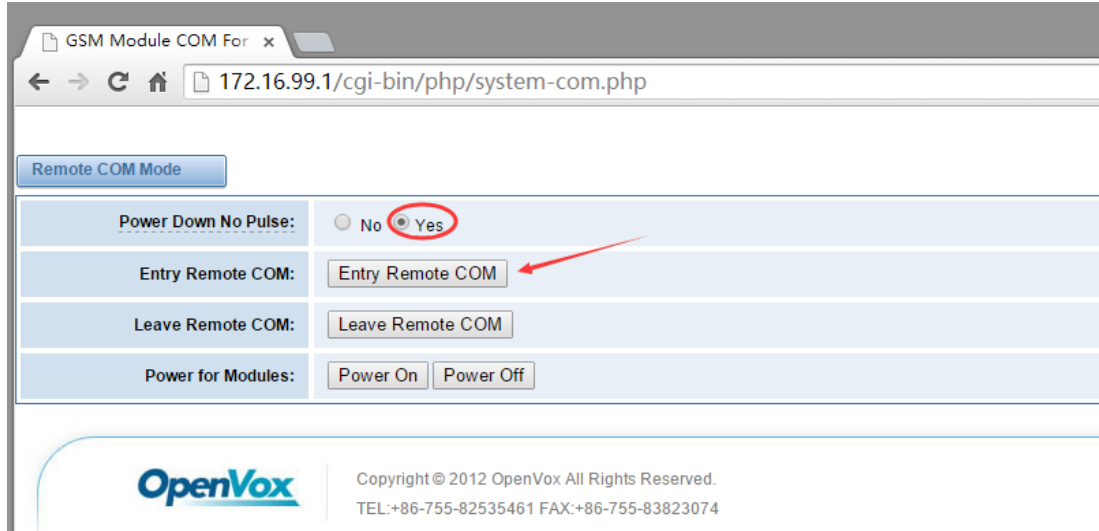 GSM Module COM For
172.16.99.1/cgi-bin/php/system-com.php
Remote COM Mode
Power Down No Pulse: No Yes
Entry Remote COM: Entry Remote COM
Leave Remote COM: Leave Remote COM
Power for Modules: Power On Power Off
OpenVox
Copyright © 2012 OpenVox All Rights Reserved.
TEL:+86-755-82535461 FAX:+86-755-83823074